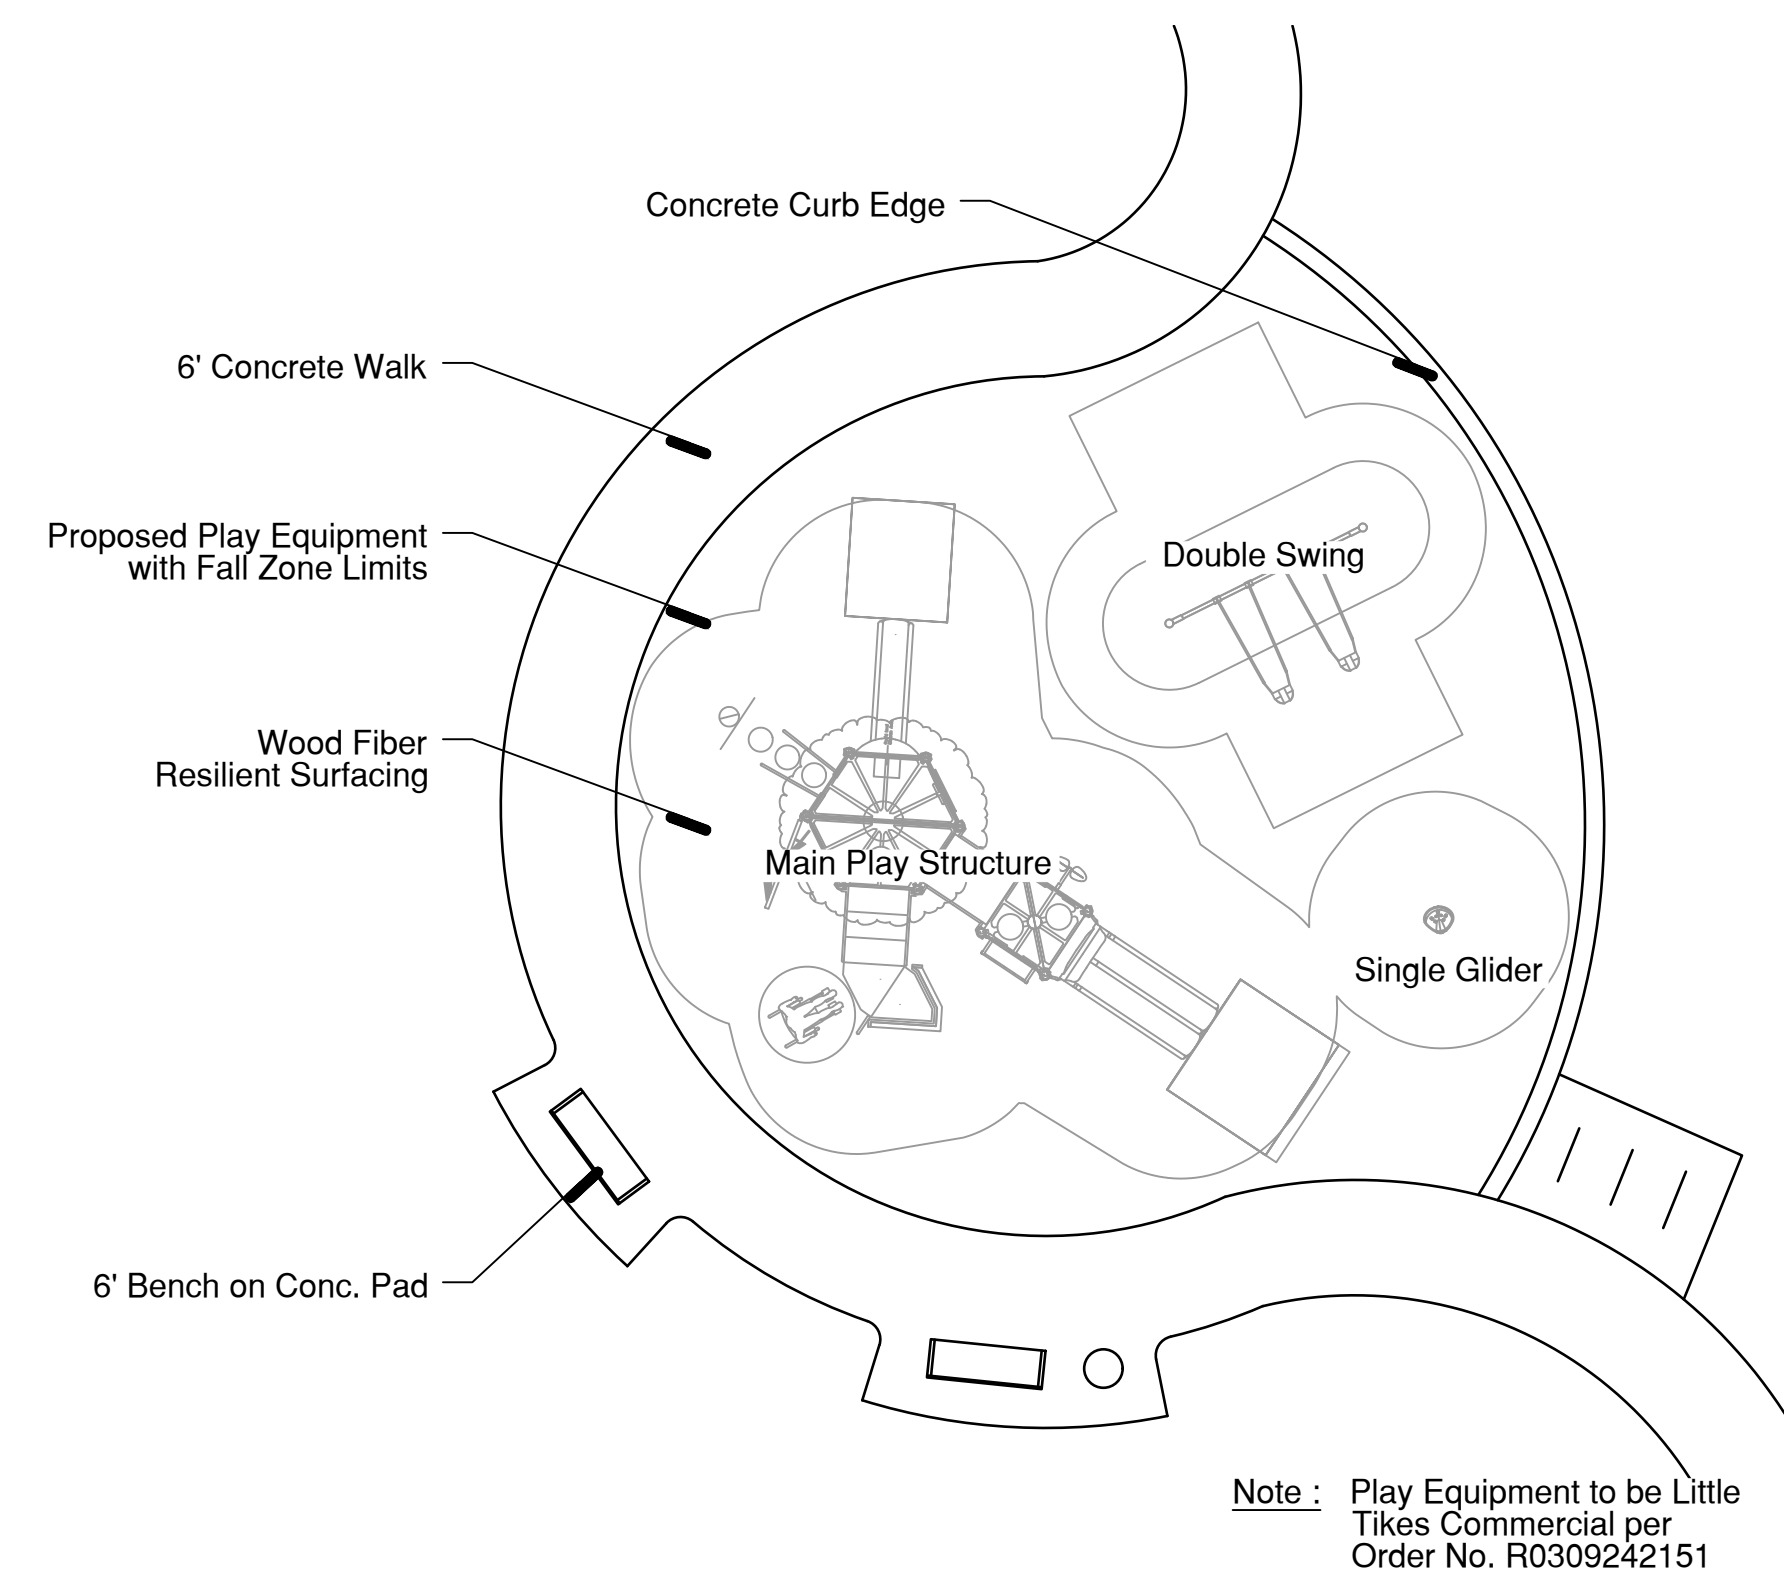 Concrete Curb Edge
6' Concrete Walk
Proposed Play Equipment
with Fall Zone Limits
Double Swing
Wood Fiber
Resilient Surfacing
Main Play Structure
Single Glider
6' Bench on Conc. Pad
Note : Play Equipment to be Little
Tikes Commercial per
Order No. R0309242151